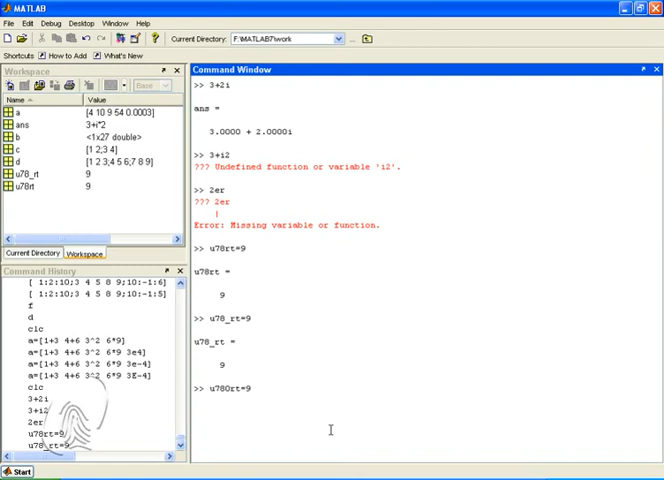 MATLAB
File Edit Debug Desktop Window Help
Current Directory: F:\MATLAB7\work
Shortcuts How to Add What's New
Workspace
Base
Name Value
a [4 10 9 54 0.0003]
ans 3+i*2
b <1x27 double>
c [1 2;3 4]
d [1 2 3;4 5 6;7 8 9]
u78_rt 9
u78rt 9
Current Directory Workspace
Command History
[ 1:2:10;3 4 5 8 9;10:-1:6]
[ 1:2:10;3 4 5 8 9;10:-1:5]
f
d
clc
a=[1+3 4+6 3^2 6*9]
a=[1+3 4+6 3^2 6*9 3e4]
a=[1+3 4+6 3^2 6*9 3e-4]
a=[1+3 4+6 3^2 6*9 3E-4]
clc
3+2i
3+i2
2er
u78rt=9
u78_rt=9
Command Window
>> 3+2i
ans =
3.0000 + 2.0000i
>> 3+i2
??? Undefined function or variable 'i2'.
>> 2er
??? 2er
|
Error: Missing variable or function.
>> u78rt=9
u78rt =
9
>> u78_rt=9
u78_rt =
9
>> u780rt=9
Start